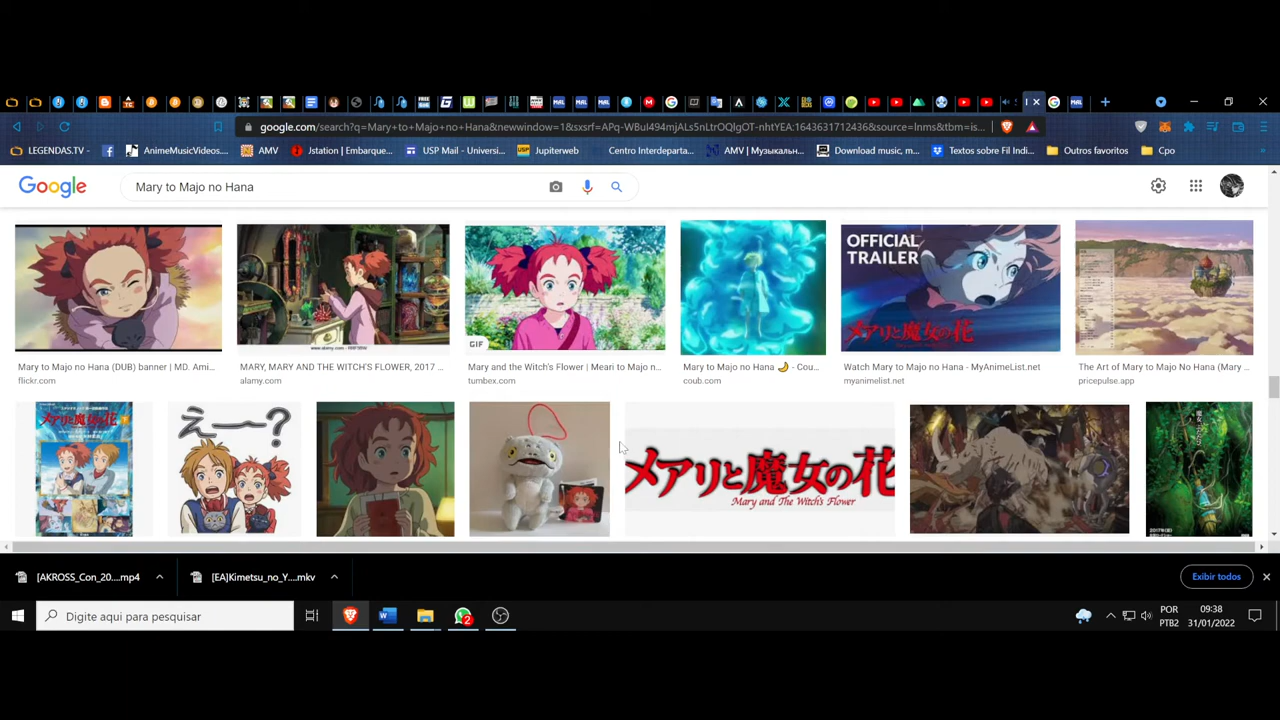 google.com/search?q=Mary+to+Majo+no+Hana&newwindow=1&sxsrf=APq-WBuI494mjALs5nLtrOQIgOT-nhtYEA:1643631712436&source=lnms&tbm=is...
LEGENDAS.TV -
AnimeMusicVideos....
AMV
Jstation | Embarque...
USP Mail - Universi...
Jupiterweb
Centro Interdeparta...
AMV | Музыкальн...
Download music, m...
Textos sobre Fil Indi...
Outros favoritos
Cpo
Google
Mary to Majo no Hana
OFFICIAL
TRAILER
メアリと魔女の花
GIF
Mary to Majo no Hana (DUB) banner | MD. Ami...
flickr.com
MARY, MARY AND THE WITCH'S FLOWER, 2017 ...
alamy.com
Mary and the Witch's Flower | Meari to Majo n...
turnbex.com
Mary to Majo no Hana 🌙 - Cou...
coub.com
Watch Mary to Majo no Hana - MyAnimeList.net
myanimelist.net
The Art of Mary to Majo No Hana (Mary ...
pricepulse.app
メアリと魔女の花
えー?
メアリと魔女の花
Mary and The Witch's Flower
[AKROSS_Con_20....mp4
[EA]Kimetsu_no_Y....mkv
Exibir todos
Digite aqui para pesquisar
2
POR
PTB2
09:38
31/01/2022